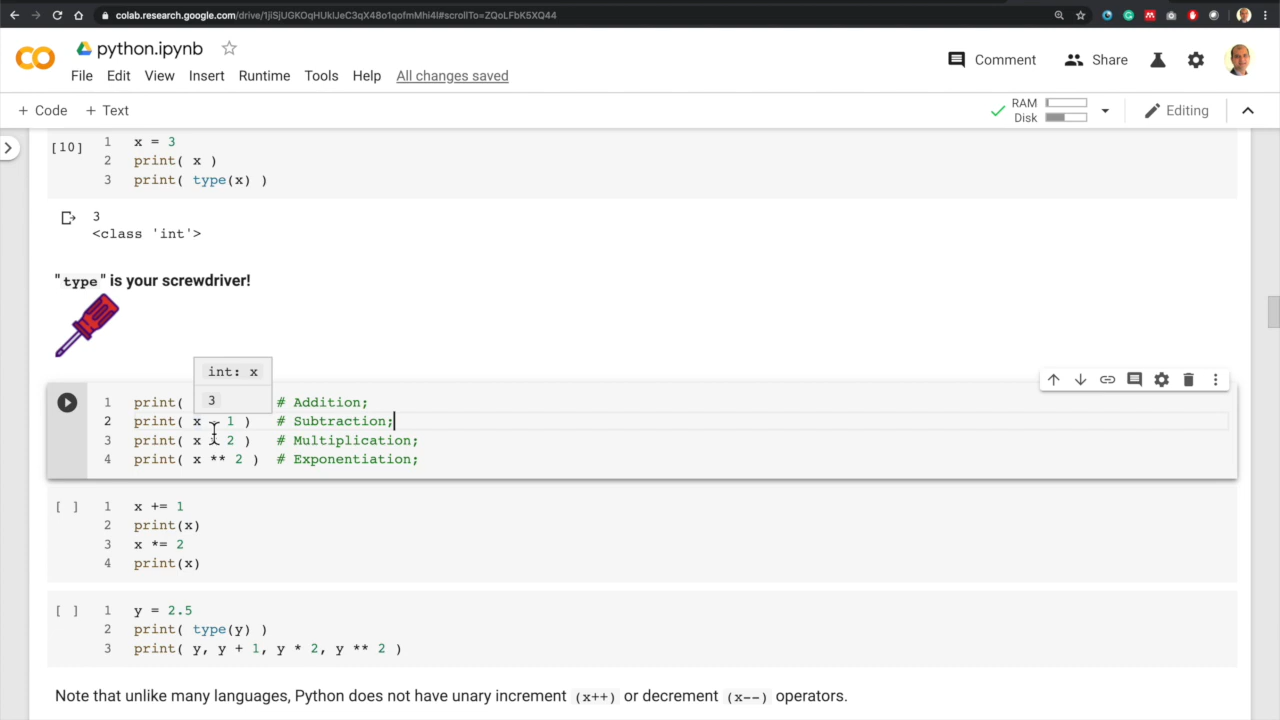 colab.research.google.com/drive/1jiSjUGKOqHUkIJeC3qX48o1qofmMhi4l#scrollTo=ZQoLFbK5XQ44
CO
python.ipynb
File Edit View Insert Runtime Tools Help All changes saved
Comment Share
+ Code + Text
RAM
Disk
Editing
[10]
1 x = 3
2 print( x )
3 print( type(x) )
3
<class 'int'>
"type" is your screwdriver!
int: x
3
1 print( # Addition;
2 print( x - 1 ) # Subtraction;
3 print( x * 2 ) # Multiplication;
4 print( x ** 2 ) # Exponentiation;
[ ]
1 x += 1
2 print(x)
3 x *= 2
4 print(x)
[ ]
1 y = 2.5
2 print( type(y) )
3 print( y, y + 1, y * 2, y ** 2 )
Note that unlike many languages, Python does not have unary increment (x++) or decrement (x--) operators.